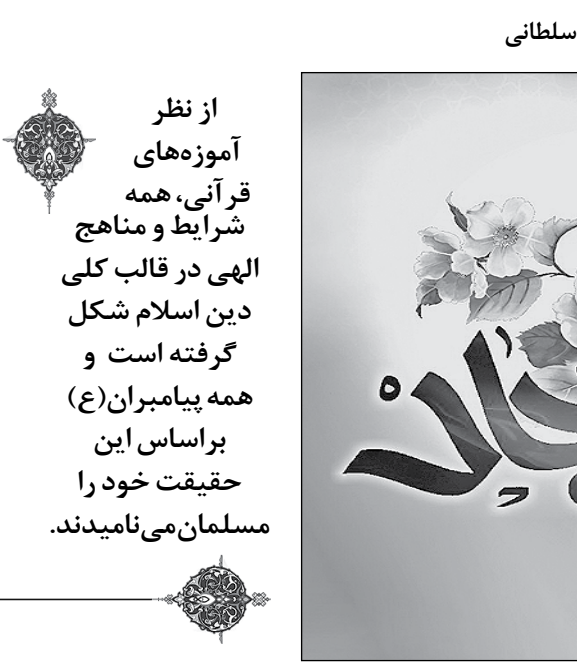 سلطانی
از نظر
آموزه‌های
قرآنی، همه
شرایط و مناهج
الهی در قالب کلی
دین اسلام شکل
گرفته است و
همه پیامبران(ع)
براساس این
حقیقت خود را
مسلمان‌می‌نامیدند.